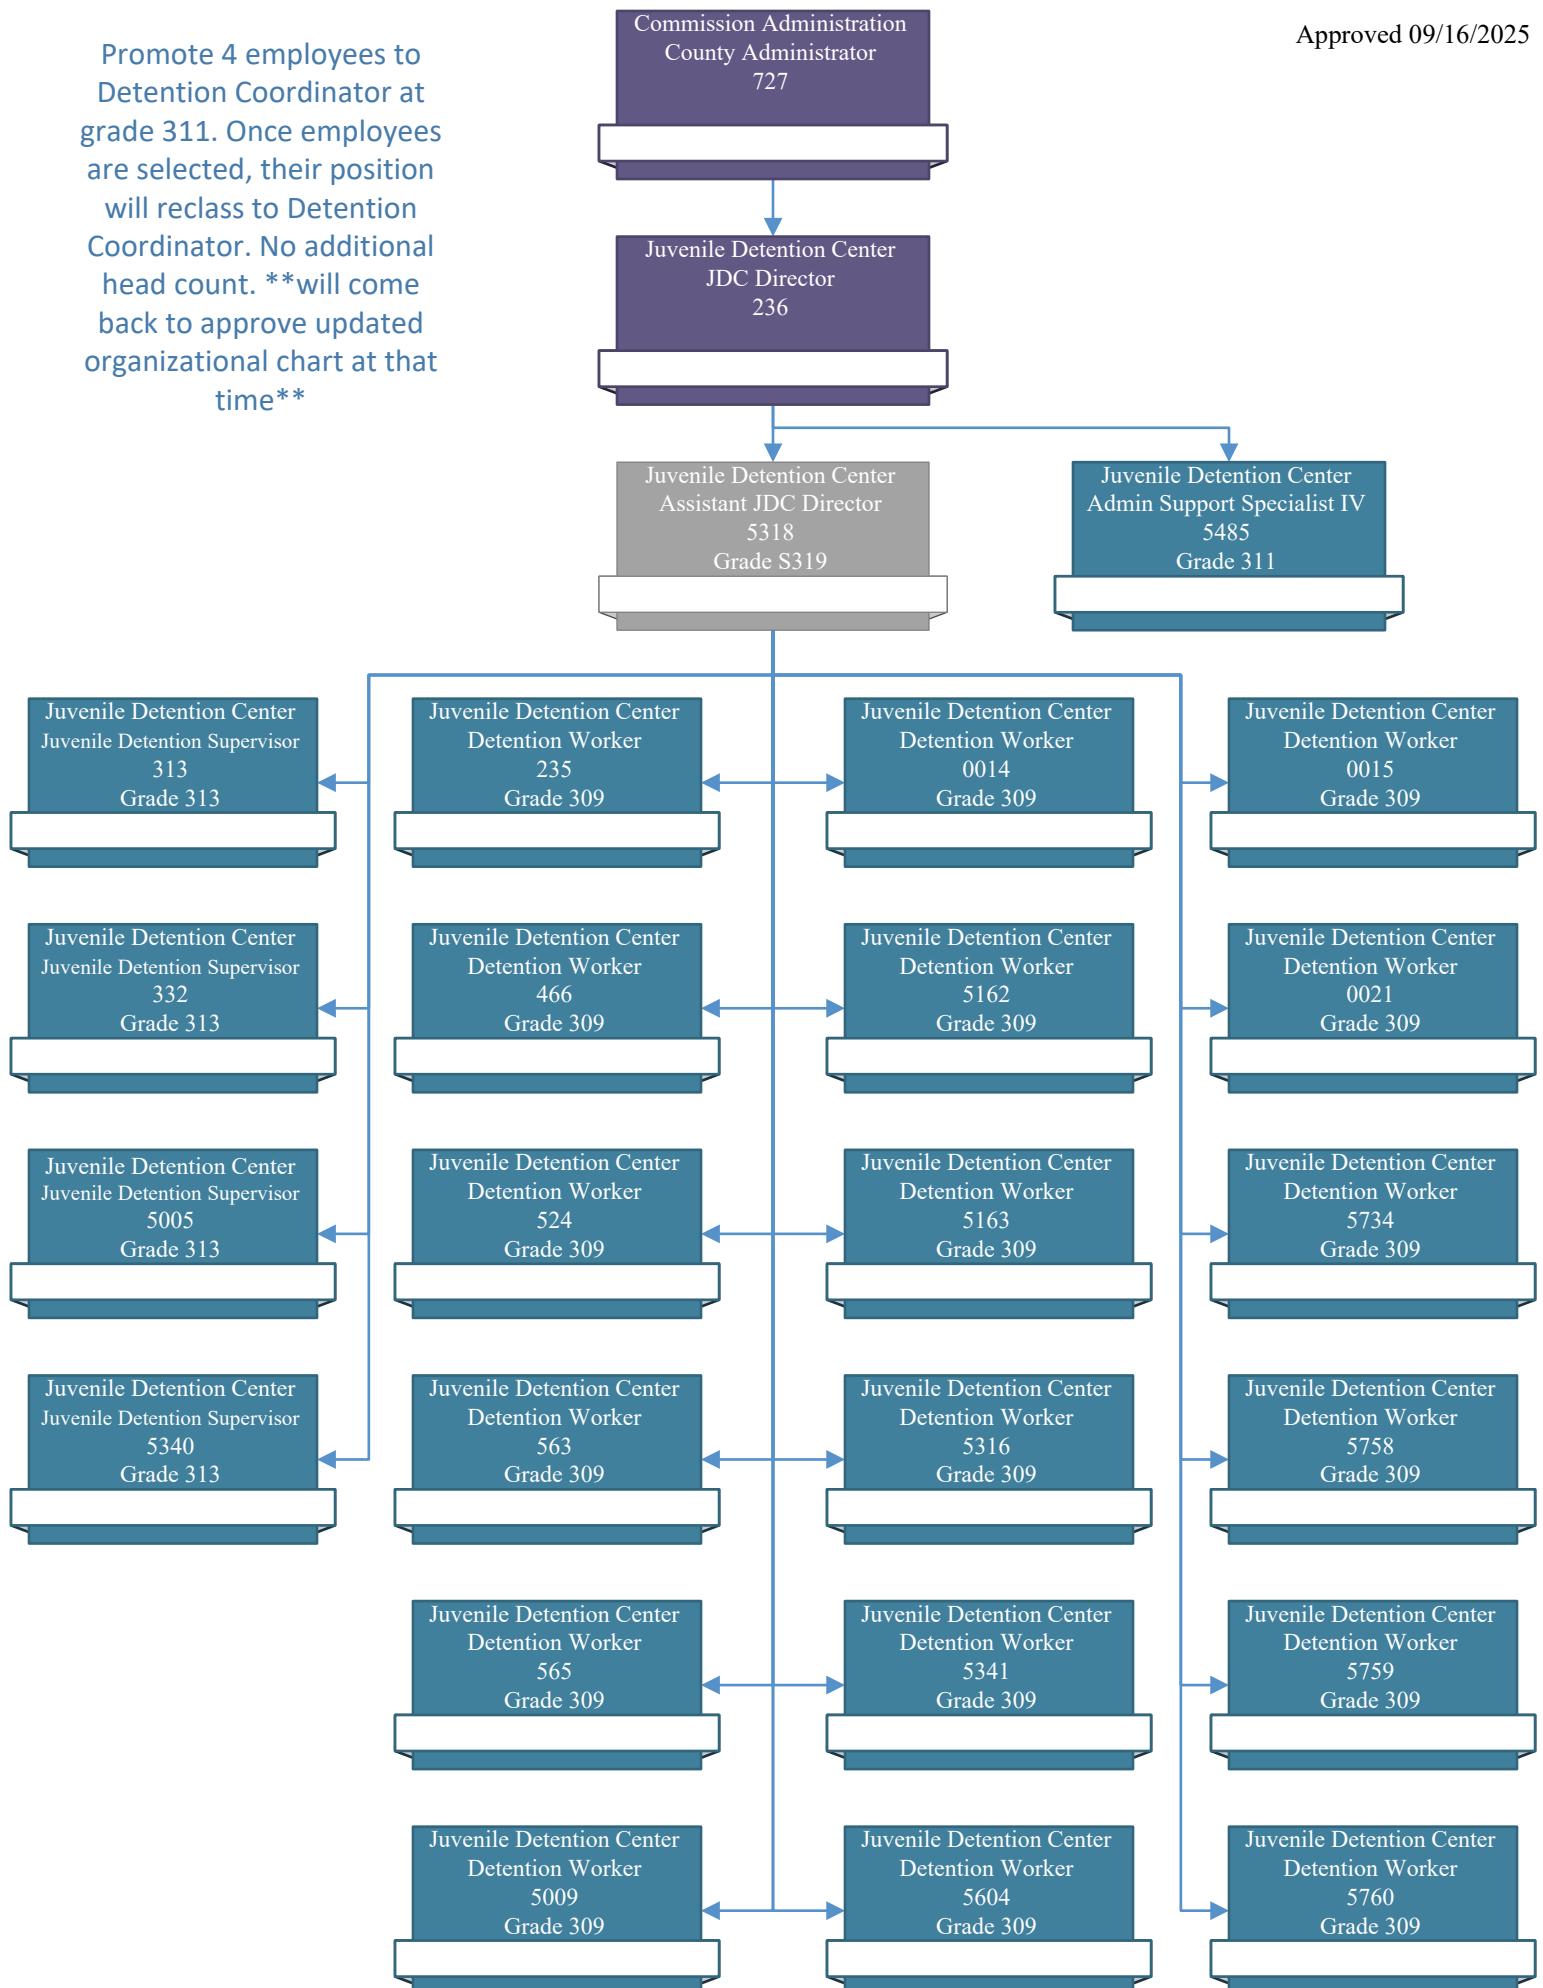 Promote 4 employees to
Detention Coordinator at
grade 311. Once employees
are selected, their position
will reclass to Detention
Coordinator. No additional
head count. **will come
back to approve updated
organizational chart at that
time**
Commission Administration
County Administrator
727
Approved 09/16/2025
Juvenile Detention Center
JDC Director
236
Juvenile Detention Center
Assistant JDC Director
5318
Grade S319
Juvenile Detention Center
Admin Support Specialist IV
5485
Grade 311
Juvenile Detention Center
Juvenile Detention Supervisor
313
Grade 313
Juvenile Detention Center
Detention Worker
235
Grade 309
Juvenile Detention Center
Detention Worker
0014
Grade 309
Juvenile Detention Center
Detention Worker
0015
Grade 309
Juvenile Detention Center
Juvenile Detention Supervisor
332
Grade 313
Juvenile Detention Center
Detention Worker
466
Grade 309
Juvenile Detention Center
Detention Worker
5162
Grade 309
Juvenile Detention Center
Detention Worker
0021
Grade 309
Juvenile Detention Center
Juvenile Detention Supervisor
5005
Grade 313
Juvenile Detention Center
Detention Worker
524
Grade 309
Juvenile Detention Center
Detention Worker
5163
Grade 309
Juvenile Detention Center
Detention Worker
5734
Grade 309
Juvenile Detention Center
Juvenile Detention Supervisor
5340
Grade 313
Juvenile Detention Center
Detention Worker
563
Grade 309
Juvenile Detention Center
Detention Worker
5316
Grade 309
Juvenile Detention Center
Detention Worker
5758
Grade 309
Juvenile Detention Center
Detention Worker
565
Grade 309
Juvenile Detention Center
Detention Worker
5341
Grade 309
Juvenile Detention Center
Detention Worker
5759
Grade 309
Juvenile Detention Center
Detention Worker
5009
Grade 309
Juvenile Detention Center
Detention Worker
5604
Grade 309
Juvenile Detention Center
Detention Worker
5760
Grade 309